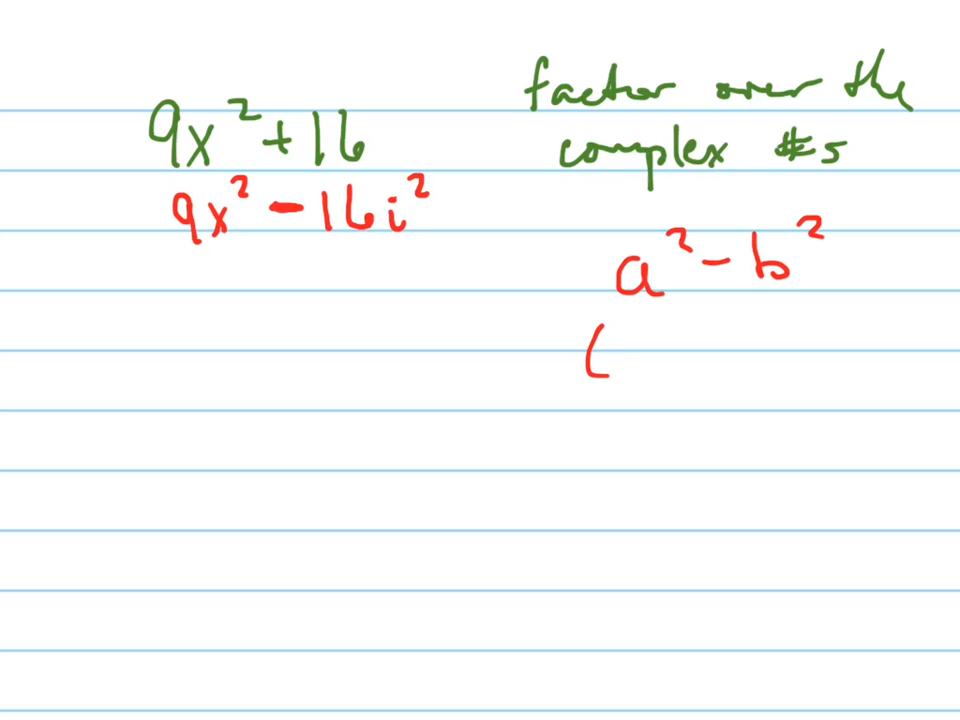 factor over the
9x² + 16
complex #s
9x² - 16i²
a² - b²
(